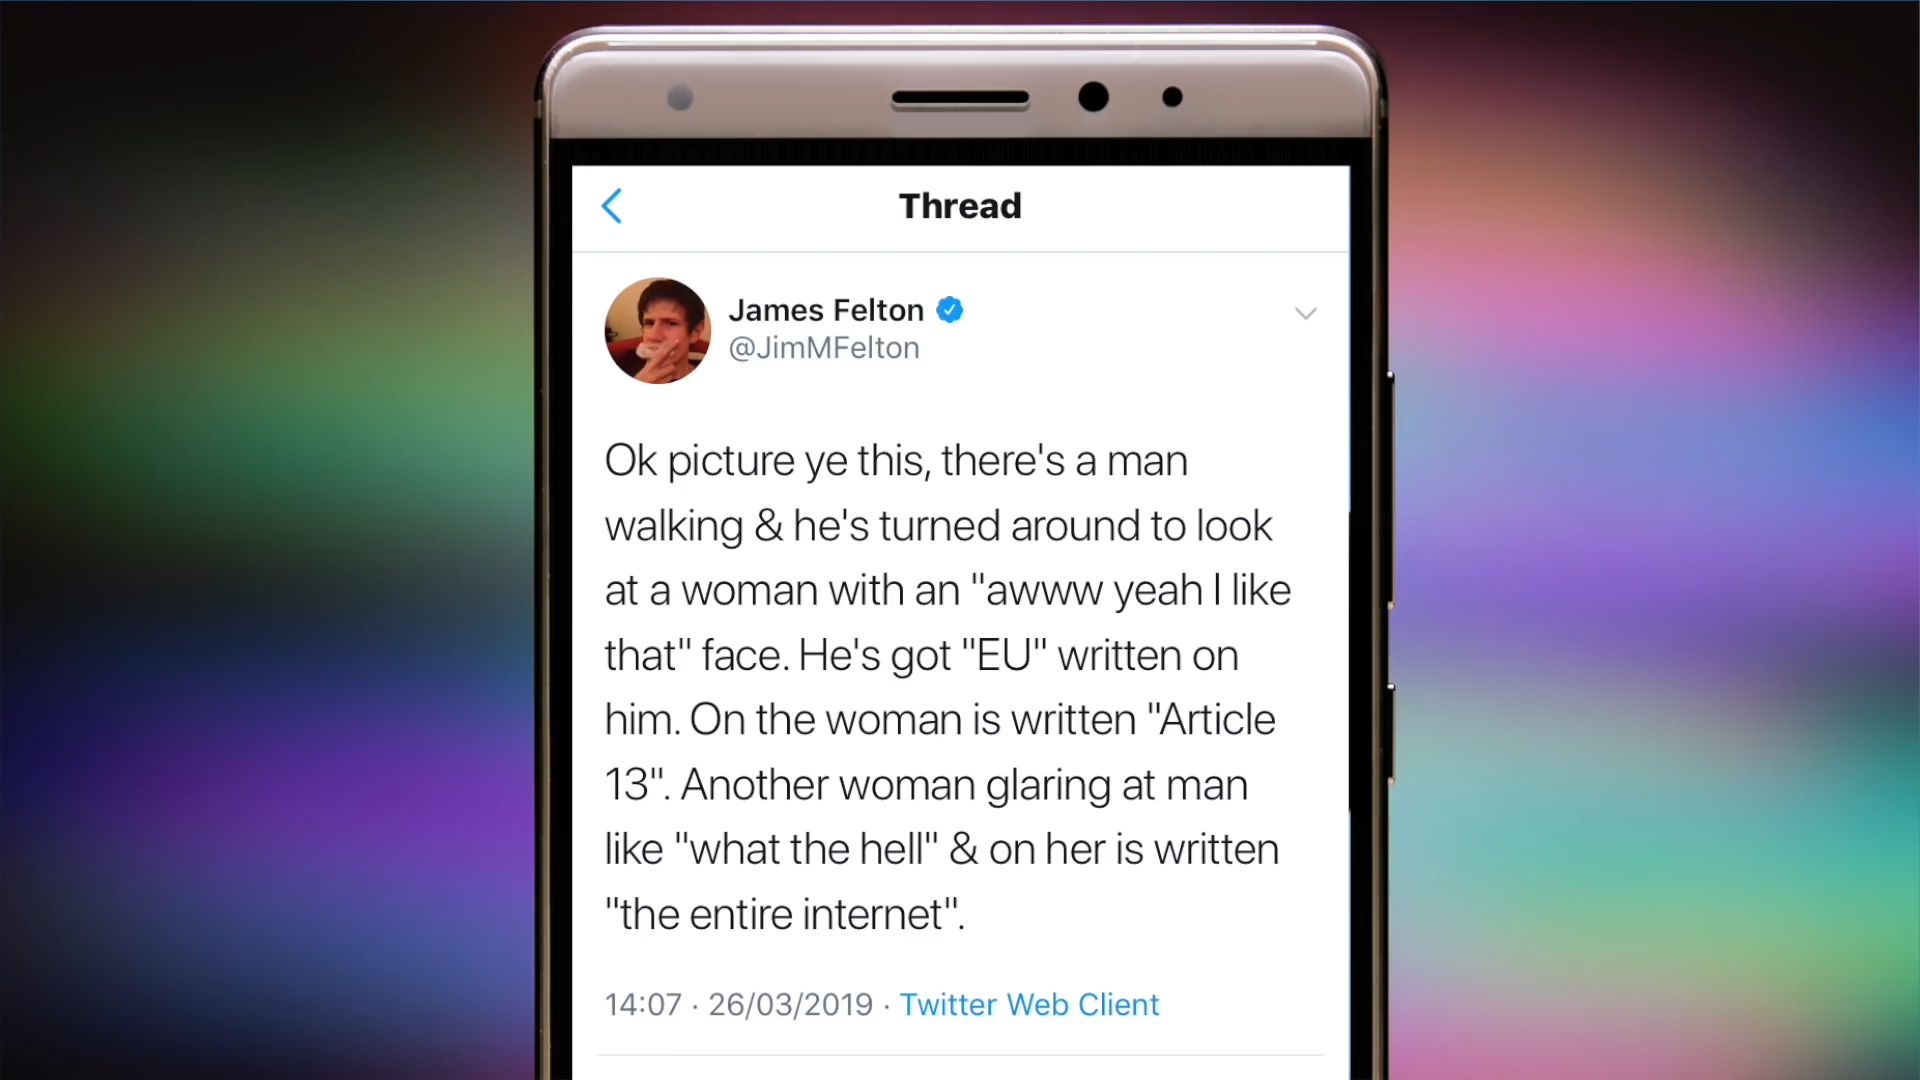 Thread
James Felton
@JimMFelton
Ok picture ye this, there's a man
walking & he's turned around to look
at a woman with an "awww yeah I like
that" face. He's got "EU" written on
him. On the woman is written "Article
13". Another woman glaring at man
like "what the hell" & on her is written
"the entire internet".
14:07 · 26/03/2019 · Twitter Web Client